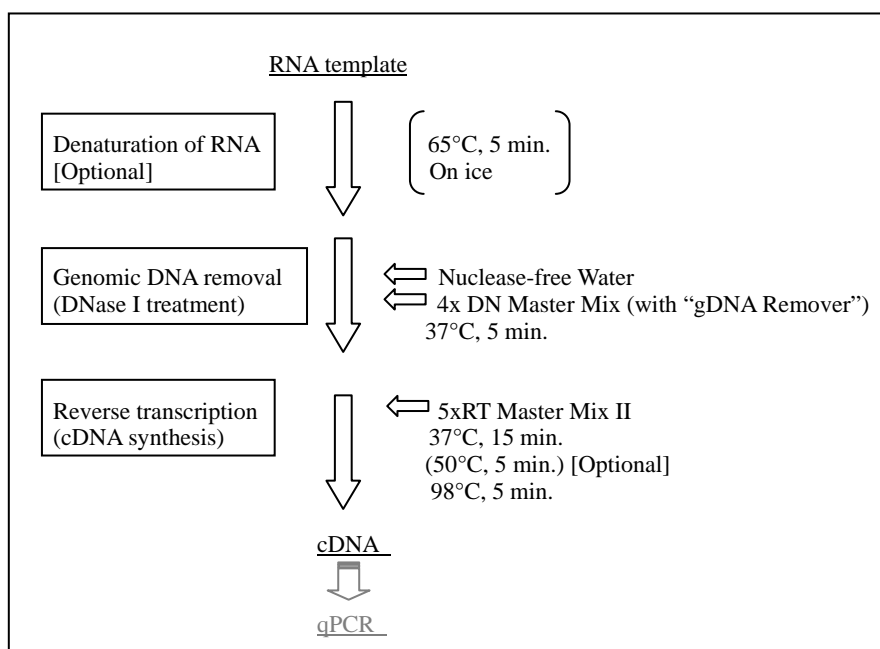 RNA template
Denaturation of RNA
[Optional]
65°C, 5 min.
On ice
Genomic DNA removal
(DNase I treatment)
Nuclease-free Water
4x DN Master Mix (with “gDNA Remover”)
37°C, 5 min.
Reverse transcription
(cDNA synthesis)
5xRT Master Mix II
37°C, 15 min.
(50°C, 5 min.) [Optional]
98°C, 5 min.
cDNA
qPCR